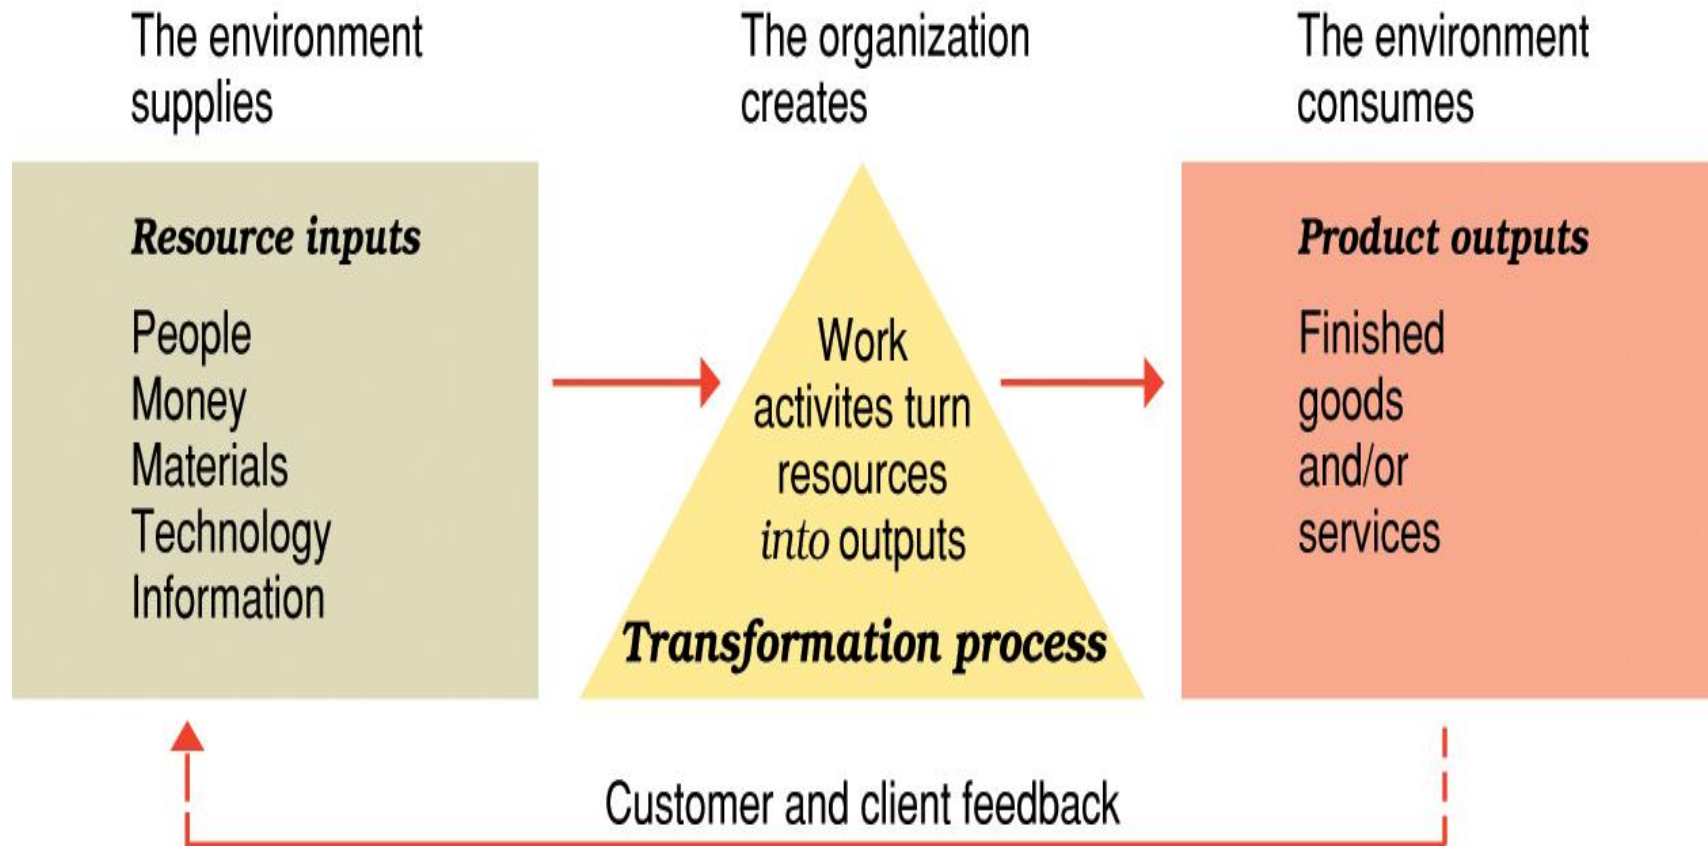 The environment
supplies
Resource inputs
People
Money
Materials
Technology
Information
The organization
creates
Work
activites turn
resources
into outputs
Transformation process
The environment
consumes
Product outputs
Finished
goods
and/or
services
Customer and client feedback